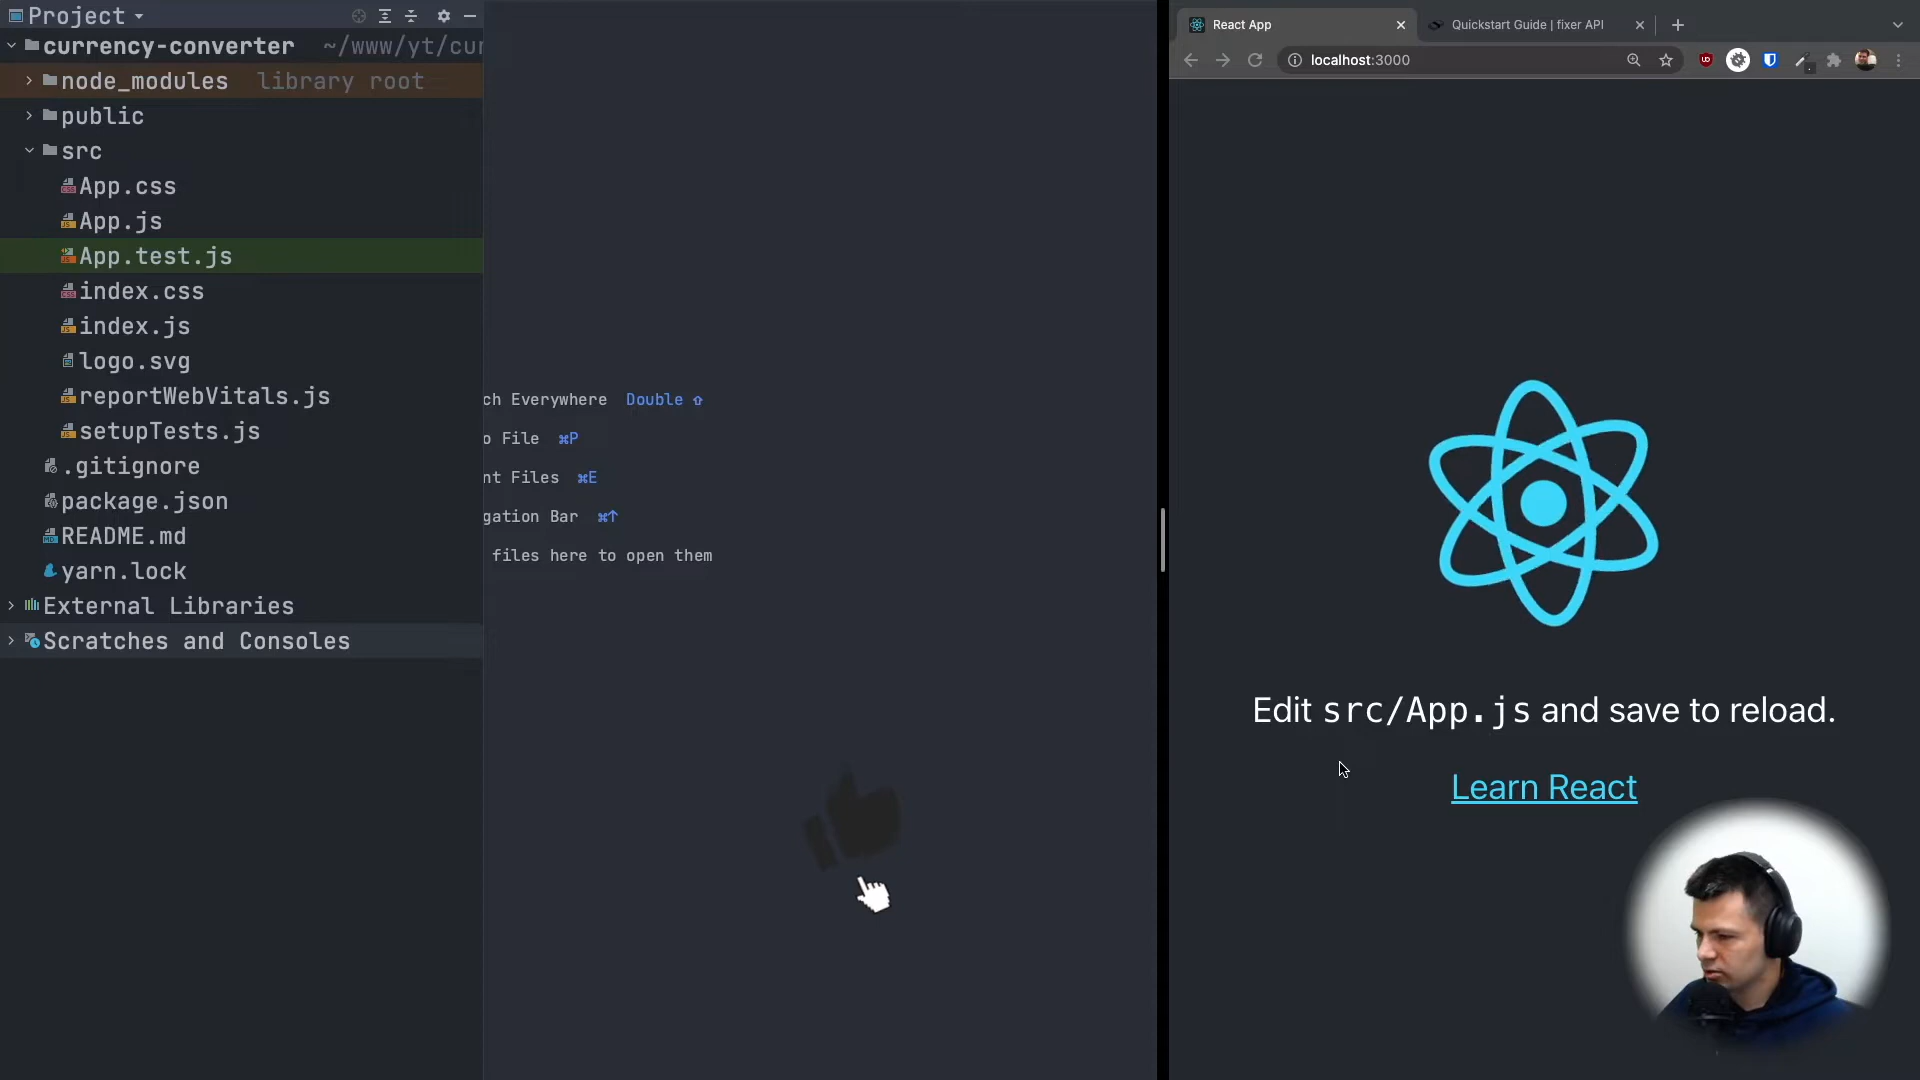 Project
currency-converter ~/www/yt/cur
node_modules library root
public
src
App.css
App.js
App.test.js
index.css
index.js
logo.svg
reportWebVitals.js
setupTests.js
.gitignore
package.json
README.md
yarn.lock
External Libraries
Scratches and Consoles
ch Everywhere Double ⇧
o File ⌘P
nt Files ⌘E
gation Bar ⌘↑
files here to open them
React App
Quickstart Guide | fixer API
localhost:3000
Edit src/App.js and save to reload.
Learn React